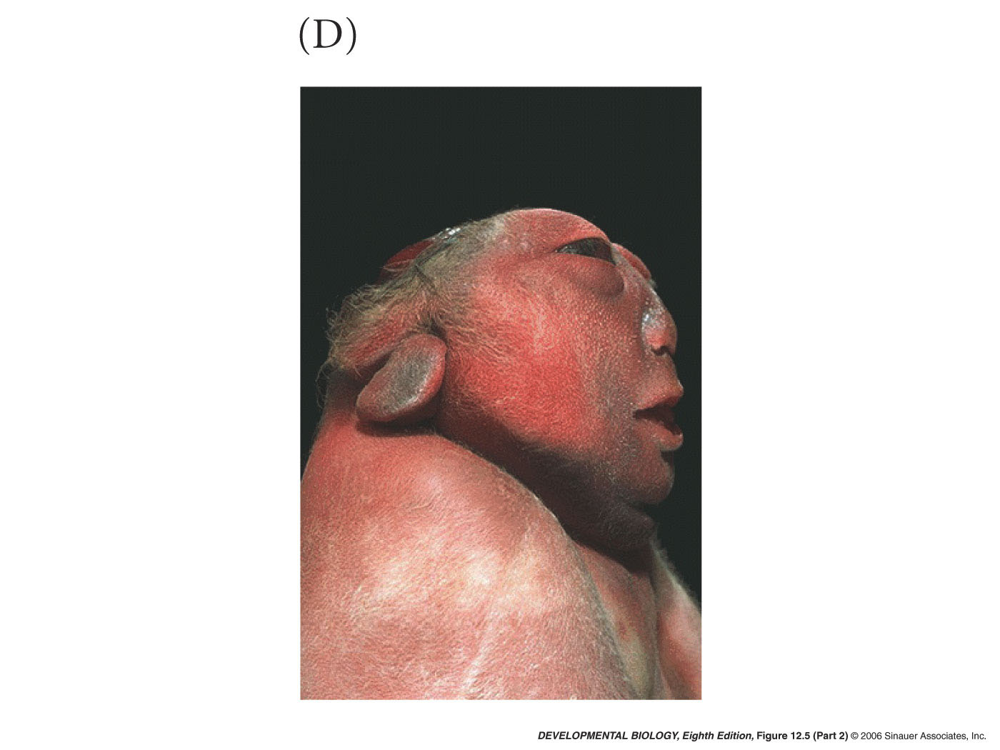 (D)
DEVELOPMENTAL BIOLOGY, Eighth Edition, Figure 12.5 (Part 2) © 2006 Sinauer Associates, Inc.